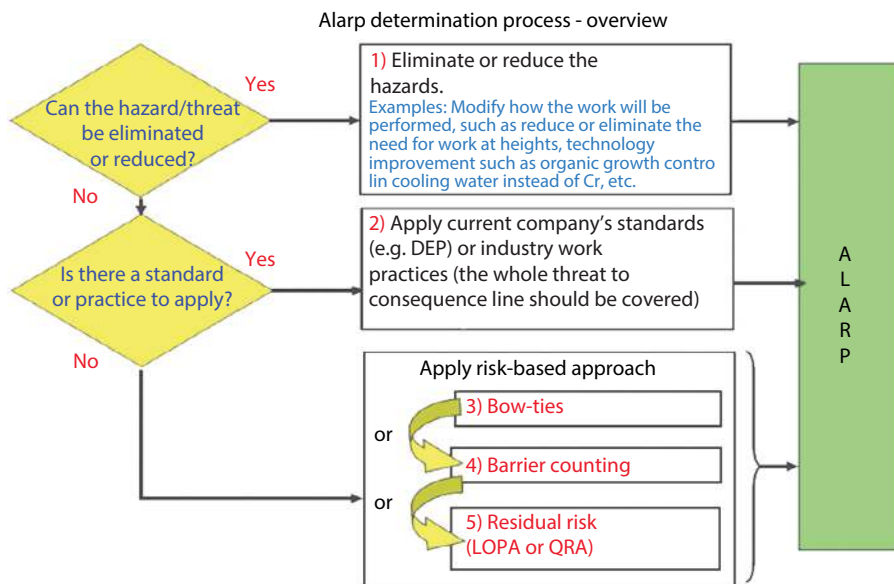 Alarp determination process - overview
Can the hazard/threat
be eliminated
or reduced?
Yes
No
1) Eliminate or reduce the
hazards.
Examples: Modify how the work will be
performed, such as reduce or eliminate the
need for work at heights, technology
improvement such as organic growth contro
lin cooling water instead of Cr, etc.
Is there a standard
or practice to apply?
Yes
No
2) Apply current company's standards
(e.g. DEP) or industry work
practices (the whole threat to
consequence line should be covered)
Apply risk-based approach
3) Bow-ties
or
4) Barrier counting
or
5) Residual risk
(LOPA or QRA)
A
L
A
R
P